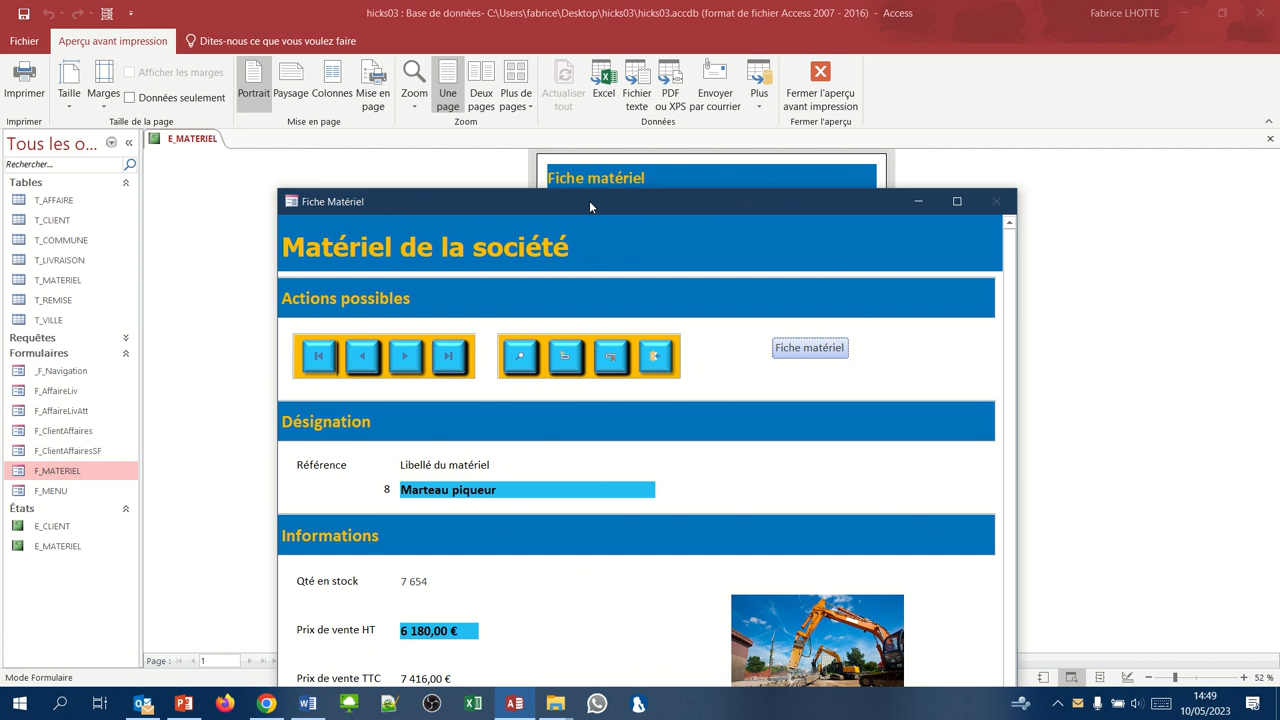 hicks03 : Base de données- C:\Users\fabrice\Desktop\hicks03\hicks03.accdb (format de fichier Access 2007 - 2016) - Access
Fabrice LHOTTE
Fichier
Aperçu avant impression
Dites-nous ce que vous voulez faire
Imprimer
Taille
Marges
Afficher les marges
Données seulement
Portrait
Paysage
Colonnes
Mise en page
Zoom
Une page
Deux pages
Plus de pages
Actualiser tout
Excel
Fichier texte
PDF ou XPS
Envoyer par courrier
Plus
Fermer l'aperçu avant impression
Imprimer
Taille de la page
Mise en page
Zoom
Données
Fermer l'aperçu
Tous les o...
Rechercher...
Tables
T_AFFAIRE
T_CLIENT
T_COMMUNE
T_LIVRAISON
T_MATERIEL
T_REMISE
T_VILLE
Requêtes
Formulaires
_F_Navigation
F_AffaireLiv
F_AffaireLivAtt
F_ClientAffaires
F_ClientAffairesSF
F_MATERIEL
F_MENU
États
E_CLIENT
E_MATERIEL
E_MATERIEL
Fiche matériel
Fiche Matériel
Matériel de la société
Actions possibles
Fiche matériel
Désignation
Référence
Libellé du matériel
8
Marteau piqueur
Informations
Qté en stock
7 654
Prix de vente HT
6 180,00 €
Prix de vente TTC
7 416,00 €
Page :
1
Mode Formulaire
52 %
14:49
10/05/2023